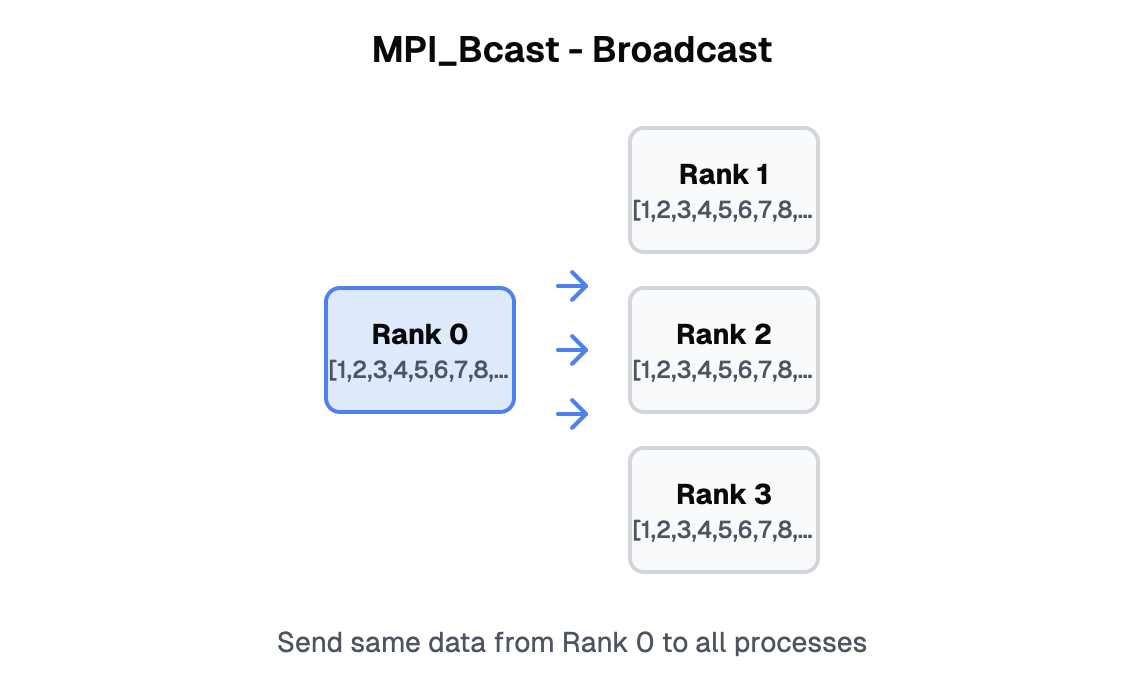 MPI_Bcast - Broadcast
Rank 1
[1,2,3,4,5,6,7,8,...
Rank 0
[1,2,3,4,5,6,7,8,...
Rank 2
[1,2,3,4,5,6,7,8,...
Rank 3
[1,2,3,4,5,6,7,8,...
Send same data from Rank 0 to all processes